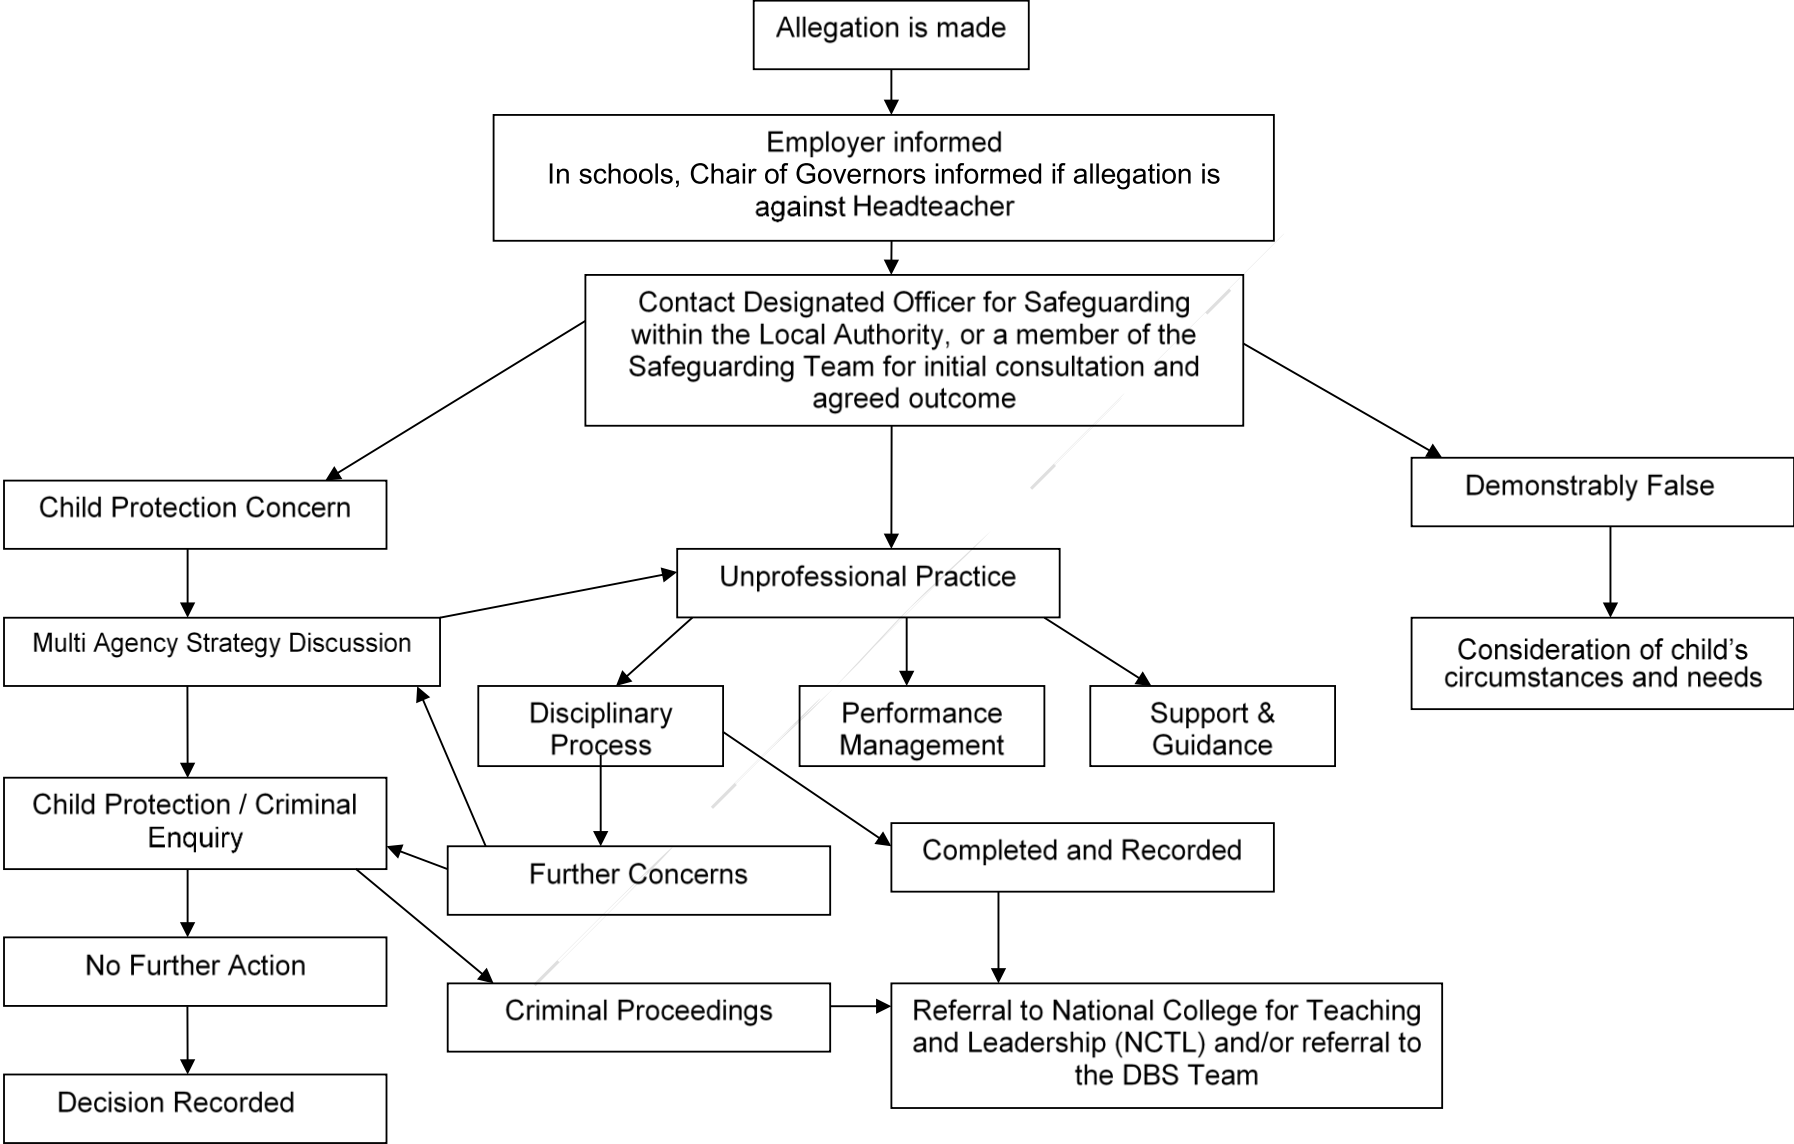 Allegation is made
Employer informed
In schools, Chair of Governors informed if allegation is
against Headteacher
Contact Designated Officer for Safeguarding
within the Local Authority, or a member of the
Safeguarding Team for initial consultation and
agreed outcome
Child Protection Concern
Demonstrably False
Unprofessional Practice
Multi Agency Strategy Discussion
Consideration of child’s
circumstances and needs
Disciplinary
Process
Performance
Management
Support &
Guidance
Child Protection / Criminal
Enquiry
Further Concerns
Completed and Recorded
No Further Action
Criminal Proceedings
Referral to National College for Teaching
and Leadership (NCTL) and/or referral to
the DBS Team
Decision Recorded